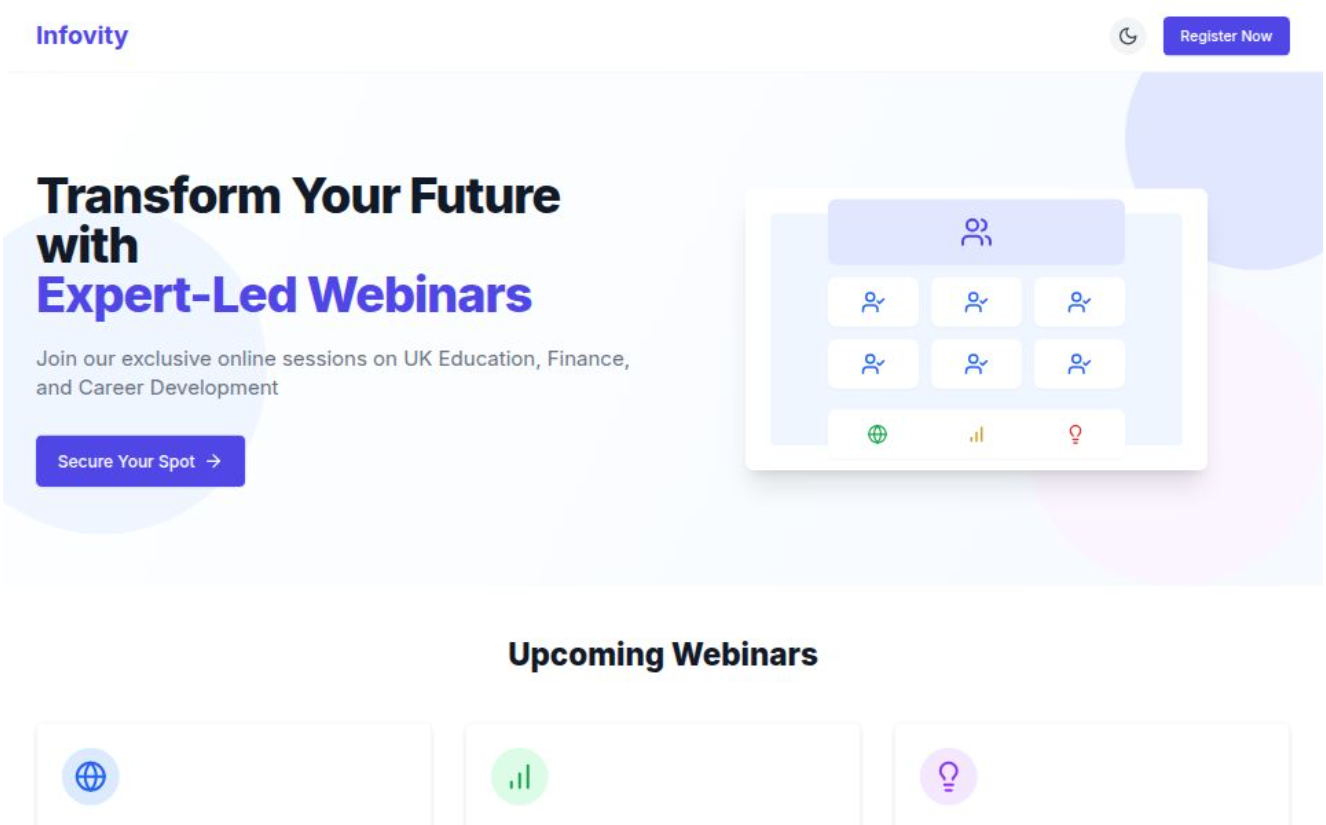 Infovity
Register Now
Transform Your Future
with
Expert-Led Webinars
Join our exclusive online sessions on UK Education, Finance,
and Career Development
Secure Your Spot
Upcoming Webinars